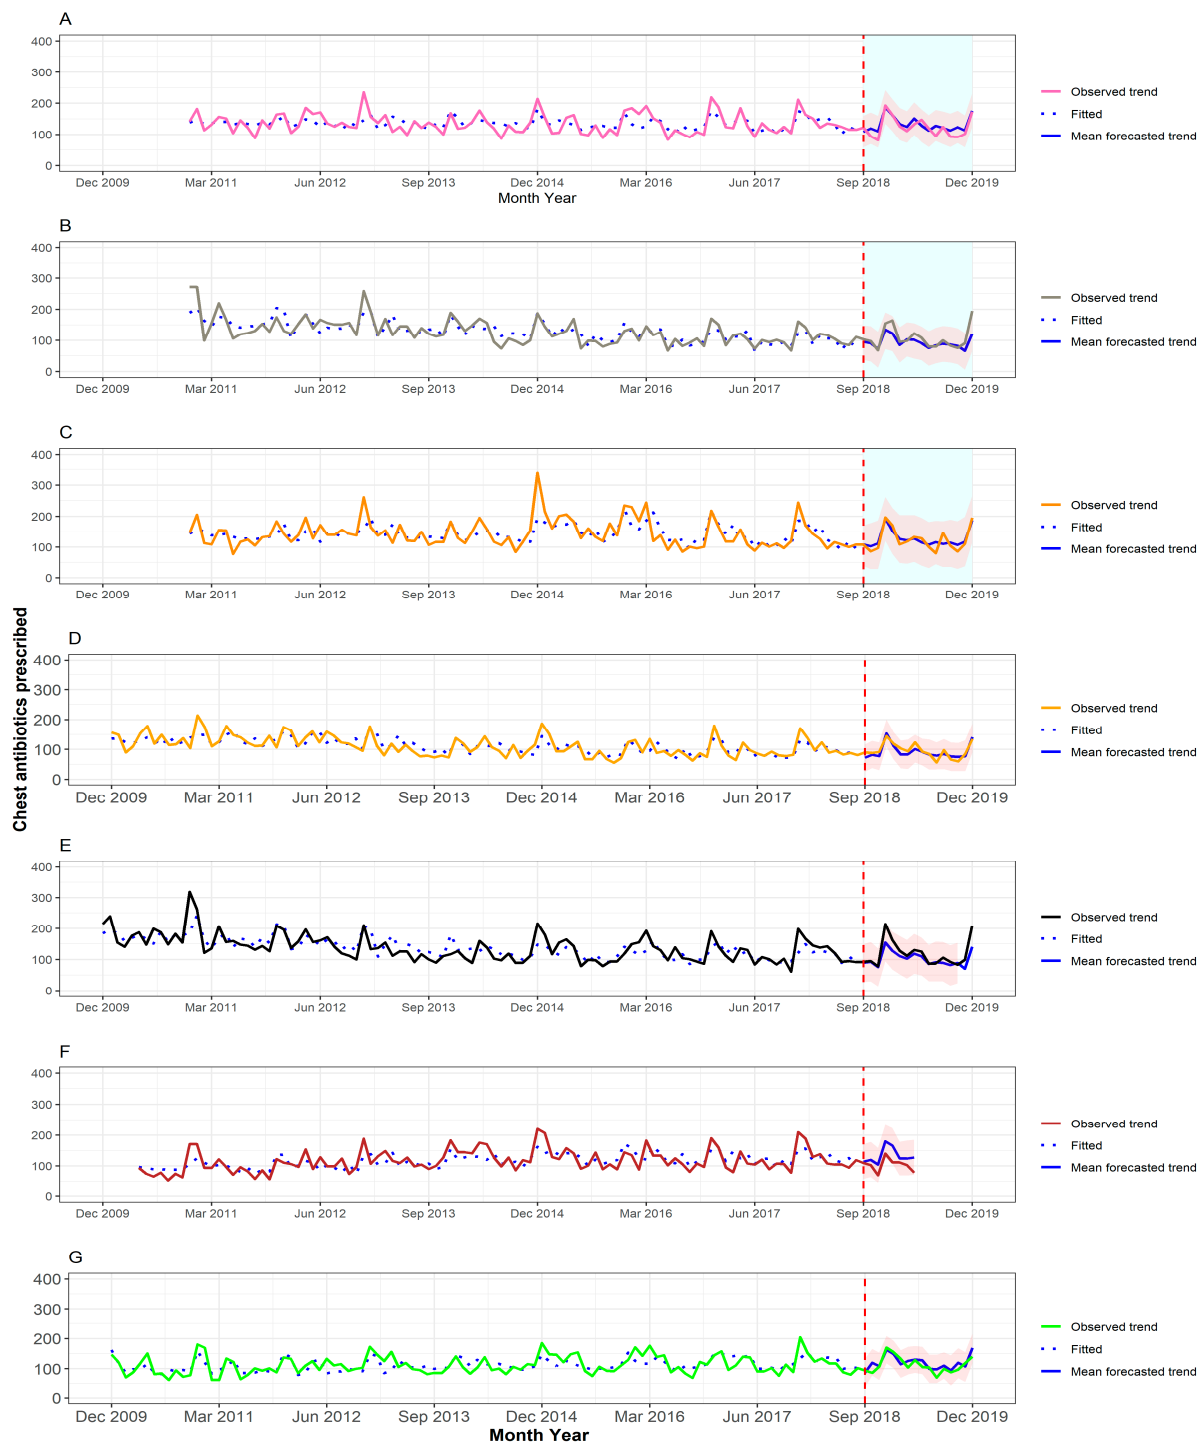 A
400
300
200
100
0
Dec 2009 Mar 2011 Jun 2012 Sep 2013 Dec 2014 Mar 2016 Jun 2017 Sep 2018 Dec 2019
Month Year
Observed trend
Fitted
Mean forecasted trend
B
400
300
200
100
0
Dec 2009 Mar 2011 Jun 2012 Sep 2013 Dec 2014 Mar 2016 Jun 2017 Sep 2018 Dec 2019
Observed trend
Fitted
Mean forecasted trend
C
400
300
200
100
0
Dec 2009 Mar 2011 Jun 2012 Sep 2013 Dec 2014 Mar 2016 Jun 2017 Sep 2018 Dec 2019
Observed trend
Fitted
Mean forecasted trend
Chest antibiotics prescribed
D
400
300
200
100
0
Dec 2009 Mar 2011 Jun 2012 Sep 2013 Dec 2014 Mar 2016 Jun 2017 Sep 2018 Dec 2019
Observed trend
Fitted
Mean forecasted trend
E
400
300
200
100
0
Dec 2009 Mar 2011 Jun 2012 Sep 2013 Dec 2014 Mar 2016 Jun 2017 Sep 2018 Dec 2019
Observed trend
Fitted
Mean forecasted trend
F
400
300
200
100
0
Dec 2009 Mar 2011 Jun 2012 Sep 2013 Dec 2014 Mar 2016 Jun 2017 Sep 2018 Dec 2019
Observed trend
Fitted
Mean forecasted trend
G
400
300
200
100
0
Dec 2009 Mar 2011 Jun 2012 Sep 2013 Dec 2014 Mar 2016 Jun 2017 Sep 2018 Dec 2019
Month Year
Observed trend
Fitted
Mean forecasted trend